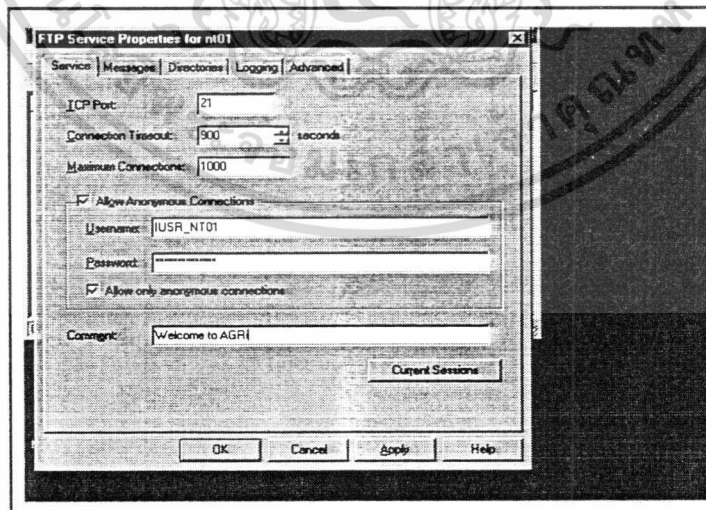 FTP Service Properties for nt01
Service Messages Directories Logging Advanced
TCP Port: 21
Connection Timeout: 900 seconds
Maximum Connections: 1000
Allow Anonymous Connections
Username: IUSR_NT01
Password: **********
Allow only anonymous connections
Comment: Welcome to AGRi
Current Sessions
OK Cancel Apply Help